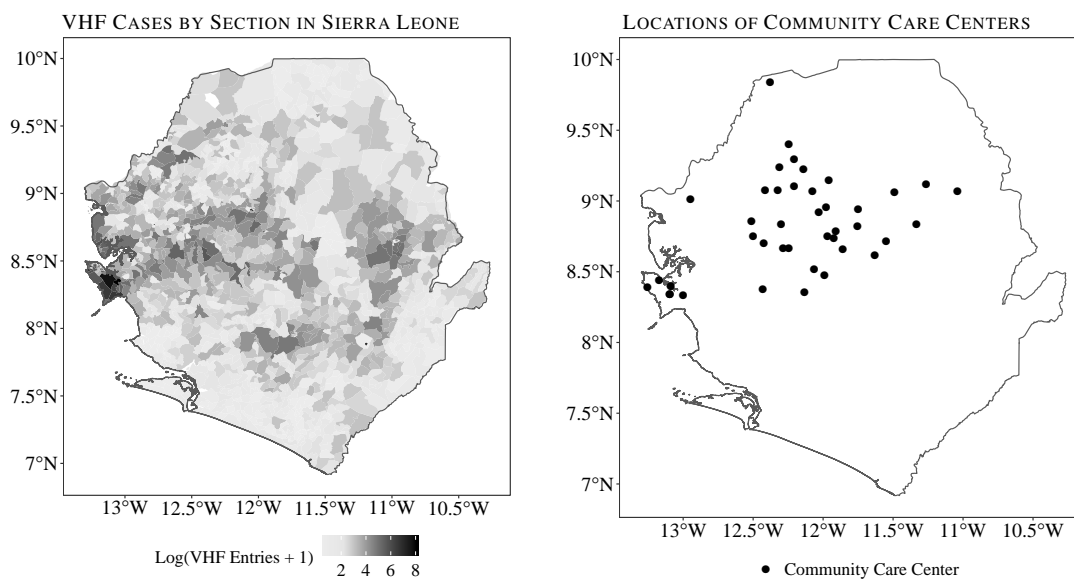 VHF CASES BY SECTION IN SIERRA LEONE
10°N
9.5°N
9°N
8.5°N
8°N
7.5°N
7°N
13°W 12.5°W 12°W 11.5°W 11°W 10.5°W
Log(VHF Entries + 1)
2 4 6 8
LOCATIONS OF COMMUNITY CARE CENTERS
10°N
9.5°N
9°N
8.5°N
8°N
7.5°N
7°N
13°W 12.5°W 12°W 11.5°W 11°W 10.5°W
Community Care Center